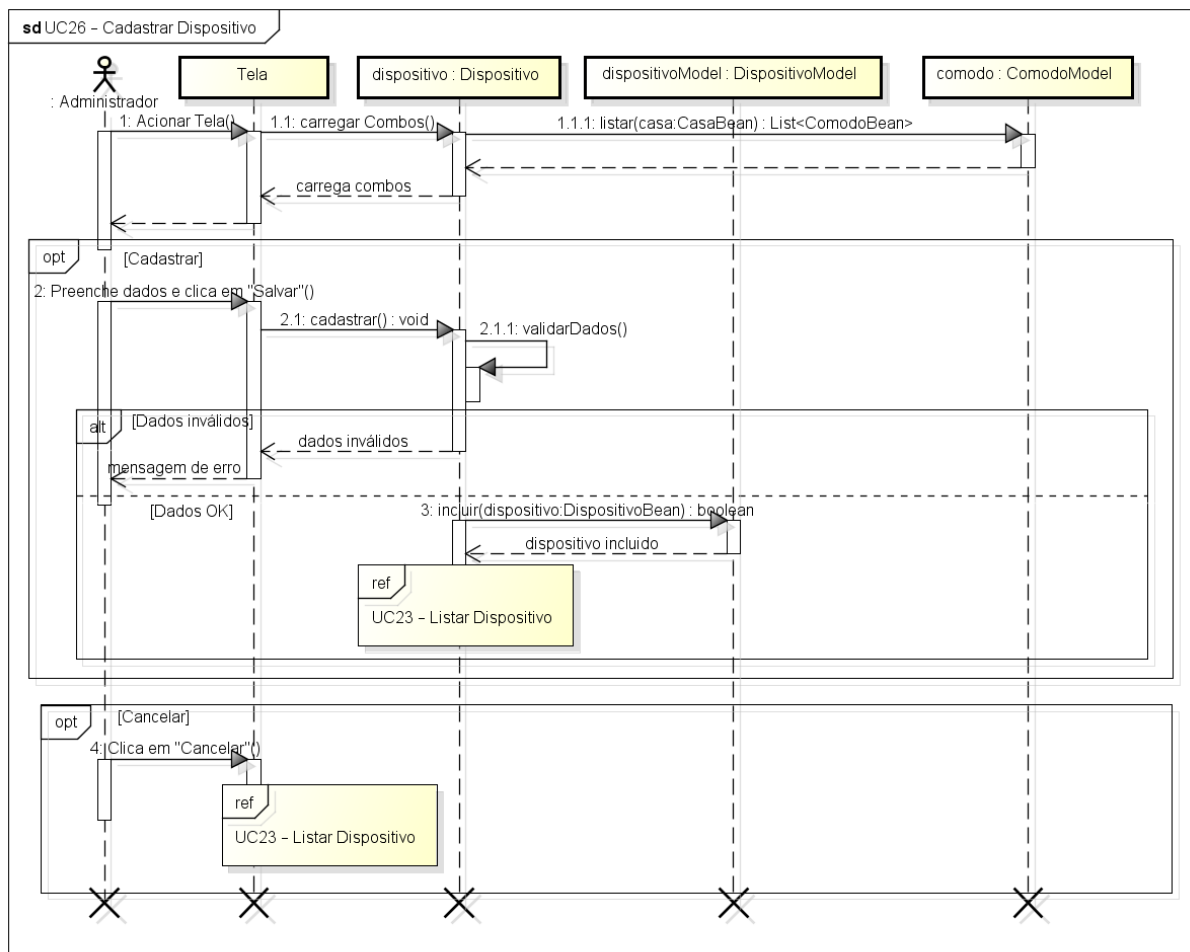 sd UC26 – Cadastrar Dispositivo
: Administrador
Tela
dispositivo : Dispositivo
dispositivoModel : DispositivoModel
comodo : ComodoModel
1: Acionar Tela()
1.1: carregar Combos()
1.1.1: listar(casa:CasaBean) : List<ComodoBean>
carrega combos
opt
[Cadastrar]
2: Preenche dados e clica em "Salvar"()
2.1: cadastrar() : void
2.1.1: validarDados()
alt
[Dados inválidos]
dados inválidos
mensagem de erro
[Dados OK]
3: incluir(dispositivo:DispositivoBean) : boolean
dispositivo incluido
ref
UC23 – Listar Dispositivo
opt
[Cancelar]
4: Clica em "Cancelar"()
ref
UC23 – Listar Dispositivo